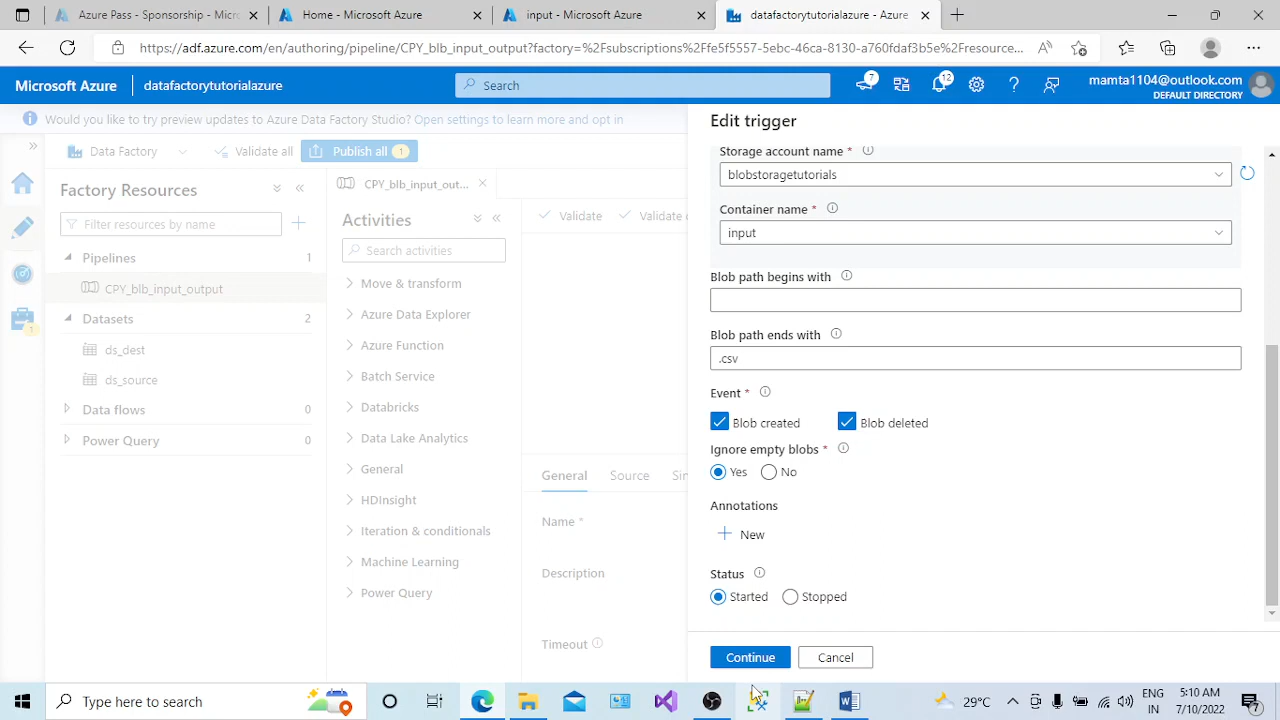 datafactorytutorialazure - Micros
input - Microsoft Azure
input - Microsoft Azure
datafactorytutorialazure - Azure
https://adf.azure.com/en/authoring/pipeline/CPY_blb_input_output?factory=%2Fsubscriptions%2Ffe5f5557-5ebc-46ca-8130-a760fdaf3b5e%2Fresource...
Microsoft Azure
datafactorytutorialazure
Search
7
12
mamta1104@outlook.com
DEFAULT DIRECTORY
Would you like to try preview updates to Azure Data Factory Studio? Open settings to learn more and opt in
Edit trigger
Data Factory
Validate all
Publish all
1
Storage account name *
blobstoragetutorials
Factory Resources
CPY_blb_input_out...
Container name *
input
Filter resources by name
Activities
Validate
Validate
Search activities
Pipelines
1
CPY_blb_input_output
Datasets
2
ds_dest
ds_source
Data flows
0
Power Query
0
Move & transform
Azure Data Explorer
Azure Function
Batch Service
Databricks
Data Lake Analytics
General
HDInsight
Iteration & conditionals
Machine Learning
Power Query
General
Source
Sin
Name *
Description
Timeout
Blob path begins with
Blob path ends with
.csv
Event *
Blob created
Blob deleted
Ignore empty blobs *
Yes
No
Annotations
New
Status
Started
Stopped
Continue
Cancel
Type here to search
29°C
ENG
IN
5:10 AM
7/10/2022
7